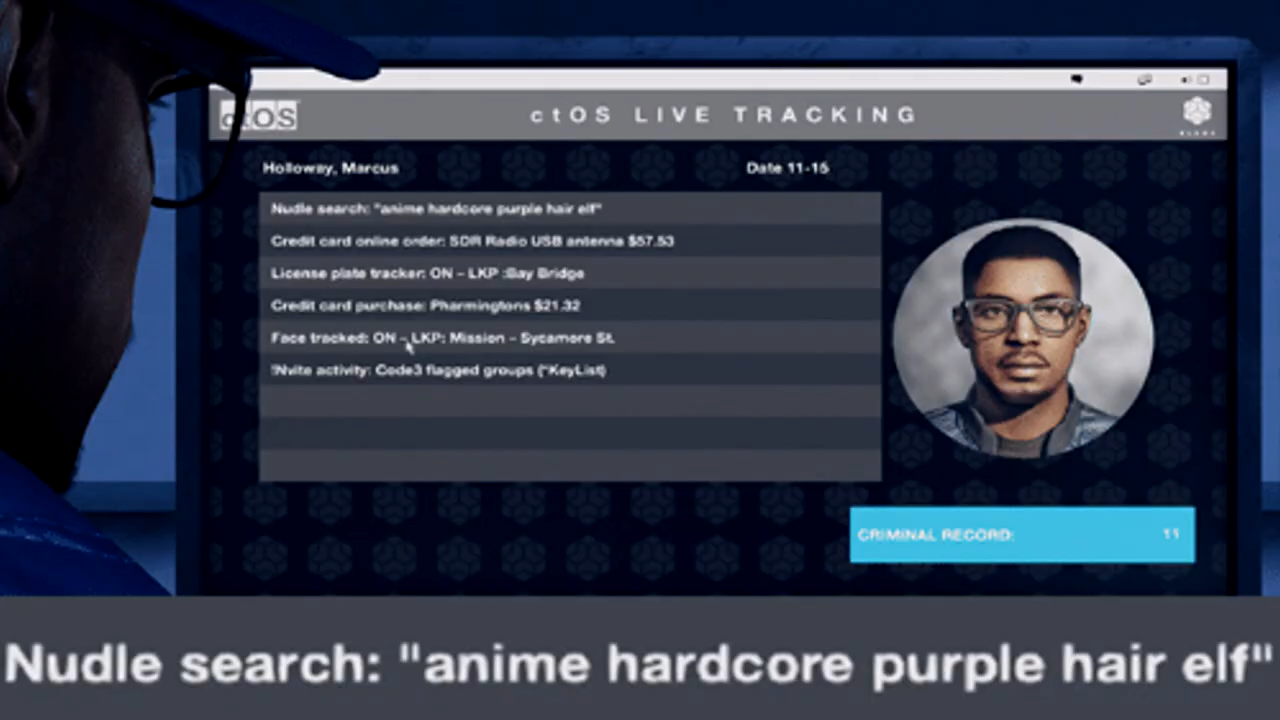 ctOS
ctOS LIVE TRACKING
Holloway, Marcus
Date 11-15
Nudle search: "anime hardcore purple hair elf"
Credit card online order: SDR Radio USB antenna $57.53
License plate tracker: ON – LKP :Bay Bridge
Credit card purchase: Pharmingtons $21.32
Face tracked: ON – LKP: Mission – Sycamore St.
!Nvite activity: Code3 flagged groups (*KeyList)
CRIMINAL RECORD: 11
Nudle search: "anime hardcore purple hair elf"